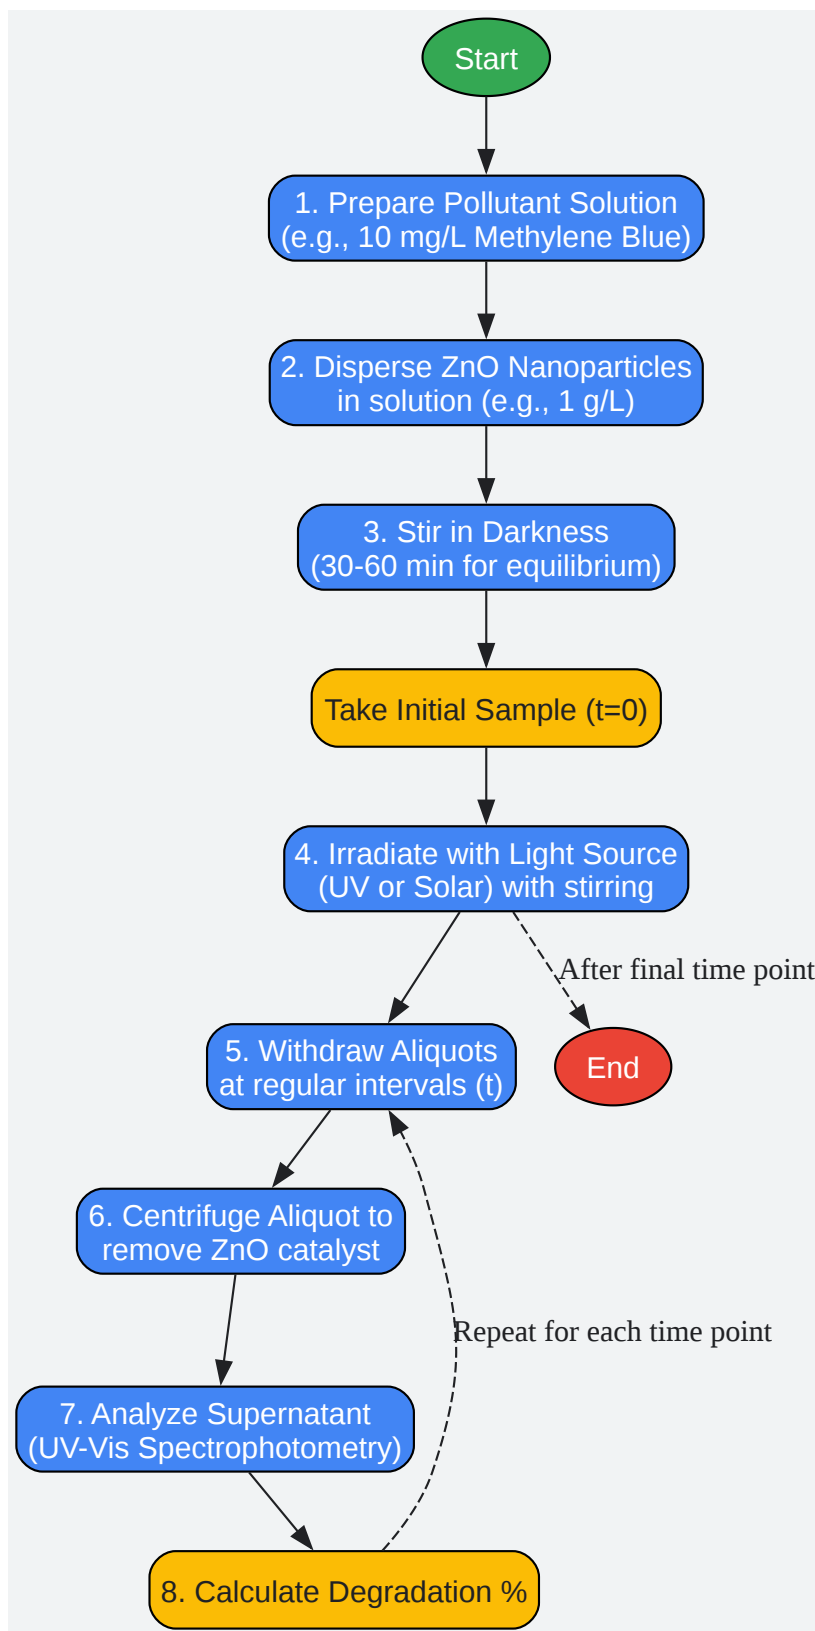 Start
1. Prepare Pollutant Solution
(e.g., 10 mg/L Methylene Blue)
2. Disperse ZnO Nanoparticles
in solution (e.g., 1 g/L)
3. Stir in Darkness
(30-60 min for equilibrium)
Take Initial Sample (t=0)
4. Irradiate with Light Source
(UV or Solar) with stirring
After final time point
5. Withdraw Aliquots
at regular intervals (t)
End
6. Centrifuge Aliquot to
remove ZnO catalyst
Repeat for each time point
7. Analyze Supernatant
(UV-Vis Spectrophotometry)
8. Calculate Degradation %